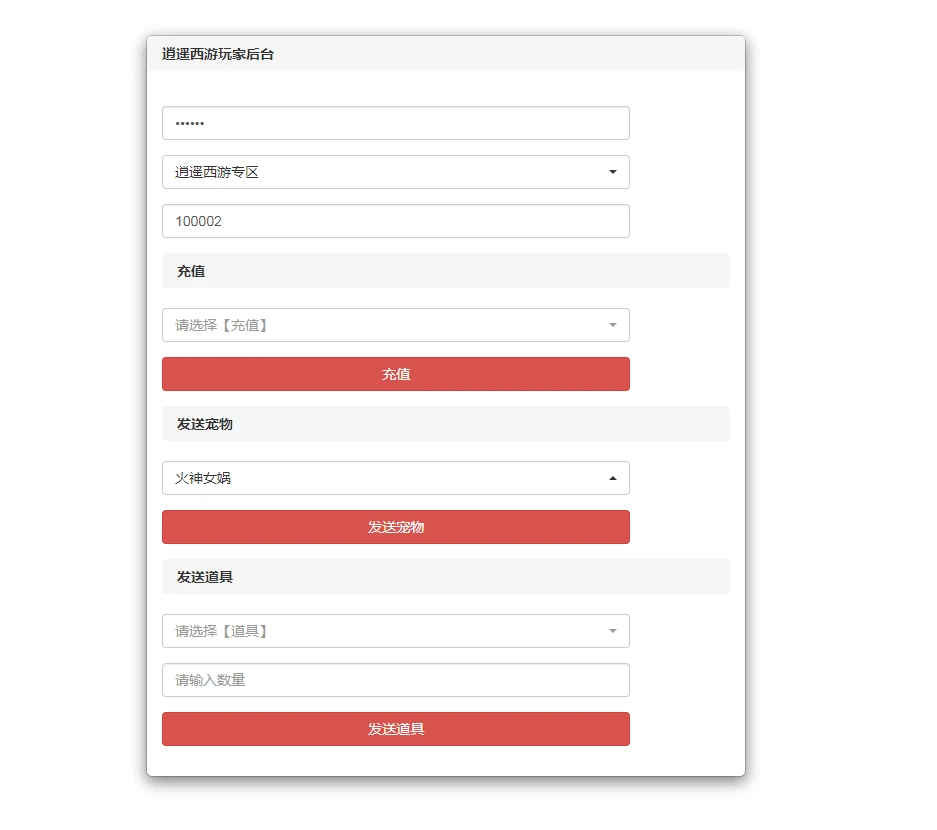 逍遥西游玩家后台
••••••
逍遥西游专区
100002
充值
请选择【充值】
充值
发送宠物
火神女娲
发送宠物
发送道具
请选择【道具】
请输入数量
发送道具